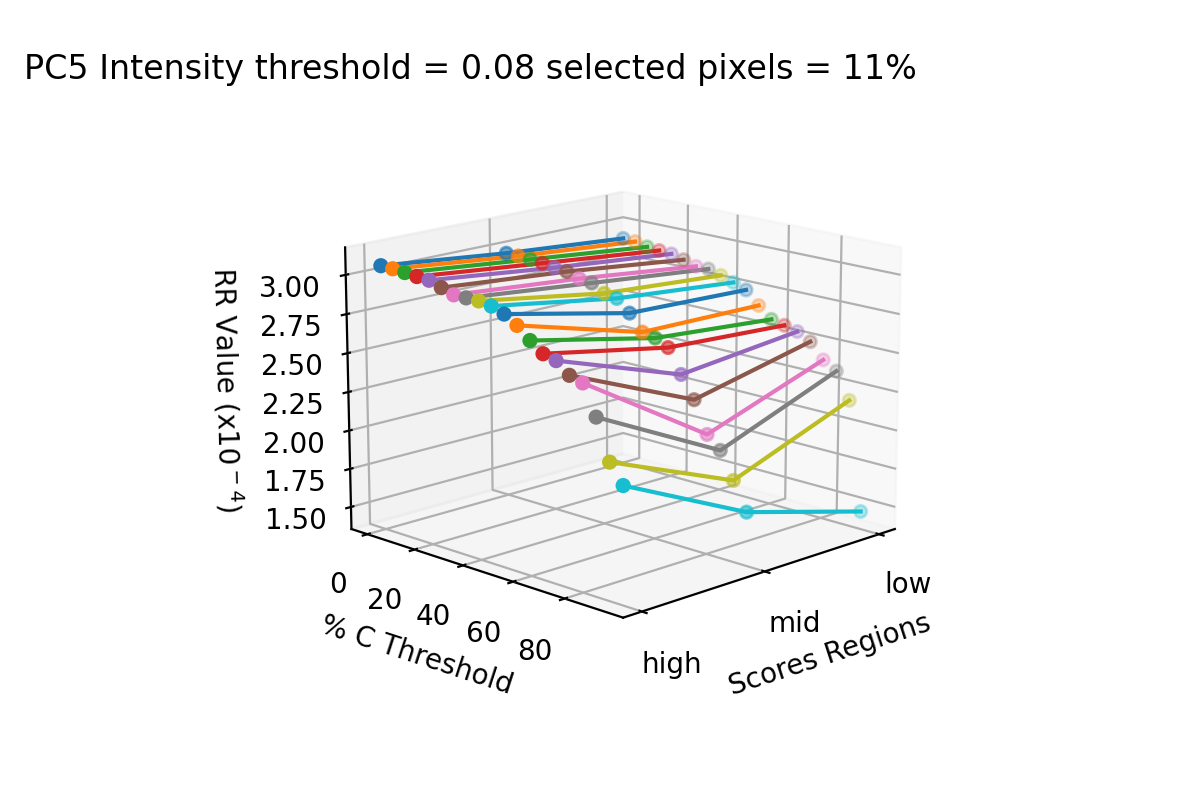 PC5 Intensity threshold = 0.08 selected pixels = 11%
3.00
2.75
2.50
2.25
2.00
1.75
1.50
RR Value (x10⁻⁴)
0
20
40
60
80
% C Threshold
high
mid
low
Scores Regions